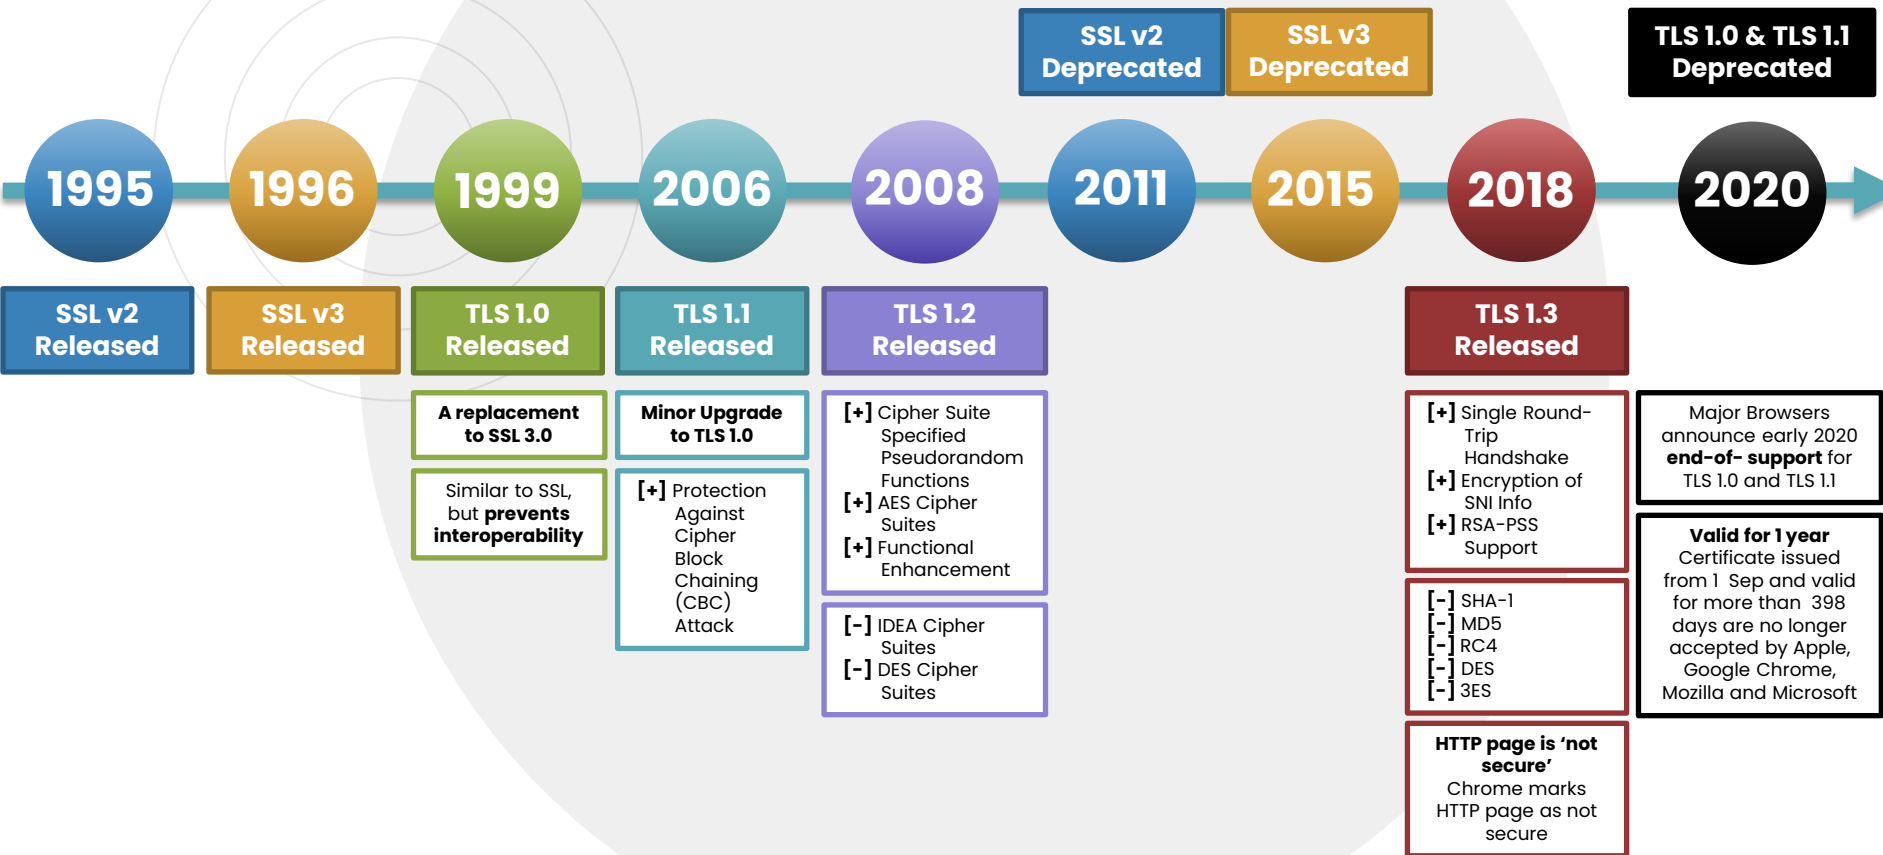 SSL v2
Deprecated
SSL v3
Deprecated
TLS 1.0 & TLS 1.1
Deprecated
1995
1996
1999
2006
2008
2011
2015
2018
2020
SSL v2
Released
SSL v3
Released
TLS 1.0
Released
TLS 1.1
Released
TLS 1.2
Released
TLS 1.3
Released
A replacement
to SSL 3.0
Similar to SSL,
but prevents
interoperability
Minor Upgrade
to TLS 1.0
[+] Protection
Against
Cipher
Block
Chaining
(CBC)
Attack
[+] Cipher Suite
Specified
Pseudorandom
Functions
[+] AES Cipher
Suites
[+] Functional
Enhancement
[-] IDEA Cipher
Suites
[-] DES Cipher
Suites
[+] Single Round-
Trip
Handshake
[+] Encryption of
SNI Info
[+] RSA-PSS
Support
[-] SHA-1
[-] MD5
[-] RC4
[-] DES
[-] 3ES
HTTP page is ‘not
secure’
Chrome marks
HTTP page as not
secure
Major Browsers
announce early 2020
end-of- support for
TLS 1.0 and TLS 1.1
Valid for 1 year
Certificate issued
from 1 Sep and valid
for more than 398
days are no longer
accepted by Apple,
Google Chrome,
Mozilla and Microsoft